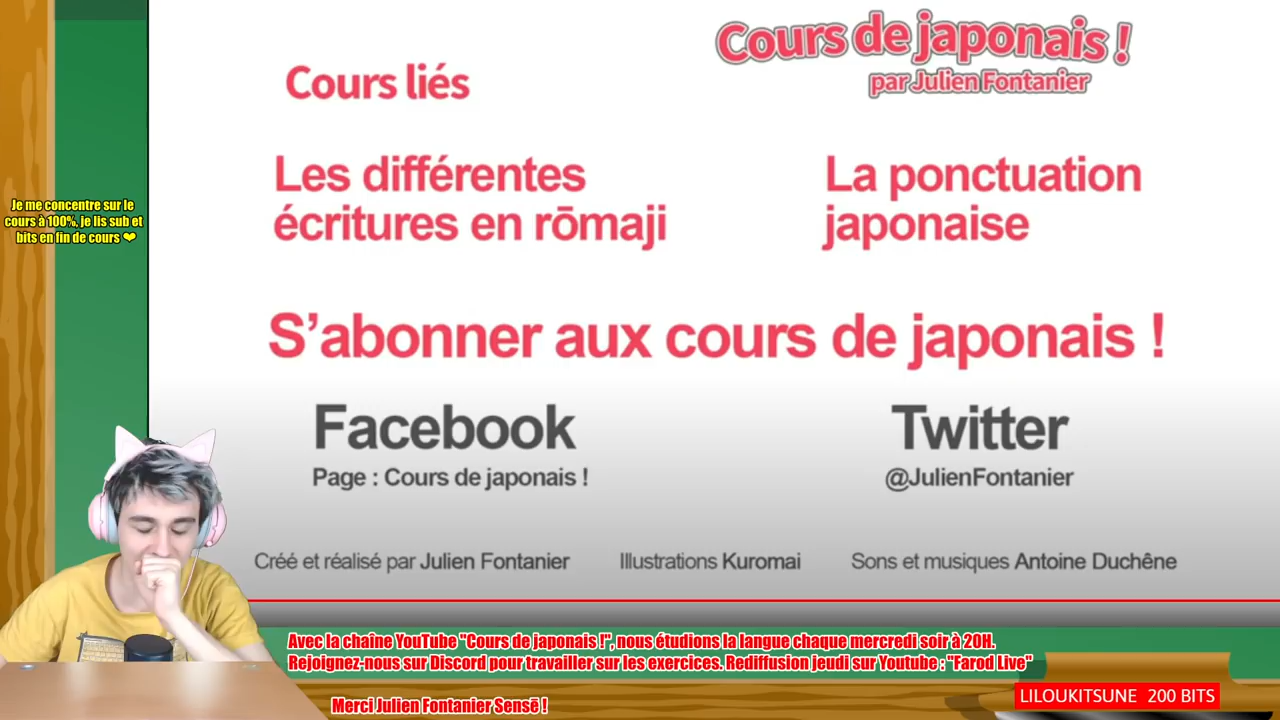 Cours de japonais !
par Julien Fontanier
Cours liés
Les différentes
écritures en rōmaji
La ponctuation
japonaise
S’abonner aux cours de japonais !
Facebook
Page : Cours de japonais !
Twitter
@JulienFontanier
Créé et réalisé par Julien Fontanier
Illustrations Kuromai
Sons et musiques Antoine Duchêne
Je me concentre sur le
cours à 100%, je lis sub et
bits en fin de cours ❤
Avec la chaîne YouTube "Cours de japonais !", nous étudions la langue chaque mercredi soir à 20H.
Rejoignez-nous sur Discord pour travailler sur les exercices. Rediffusion jeudi sur Youtube : "Farod Live"
Merci Julien Fontanier Sensē !
LILOUKITSUNE 200 BITS